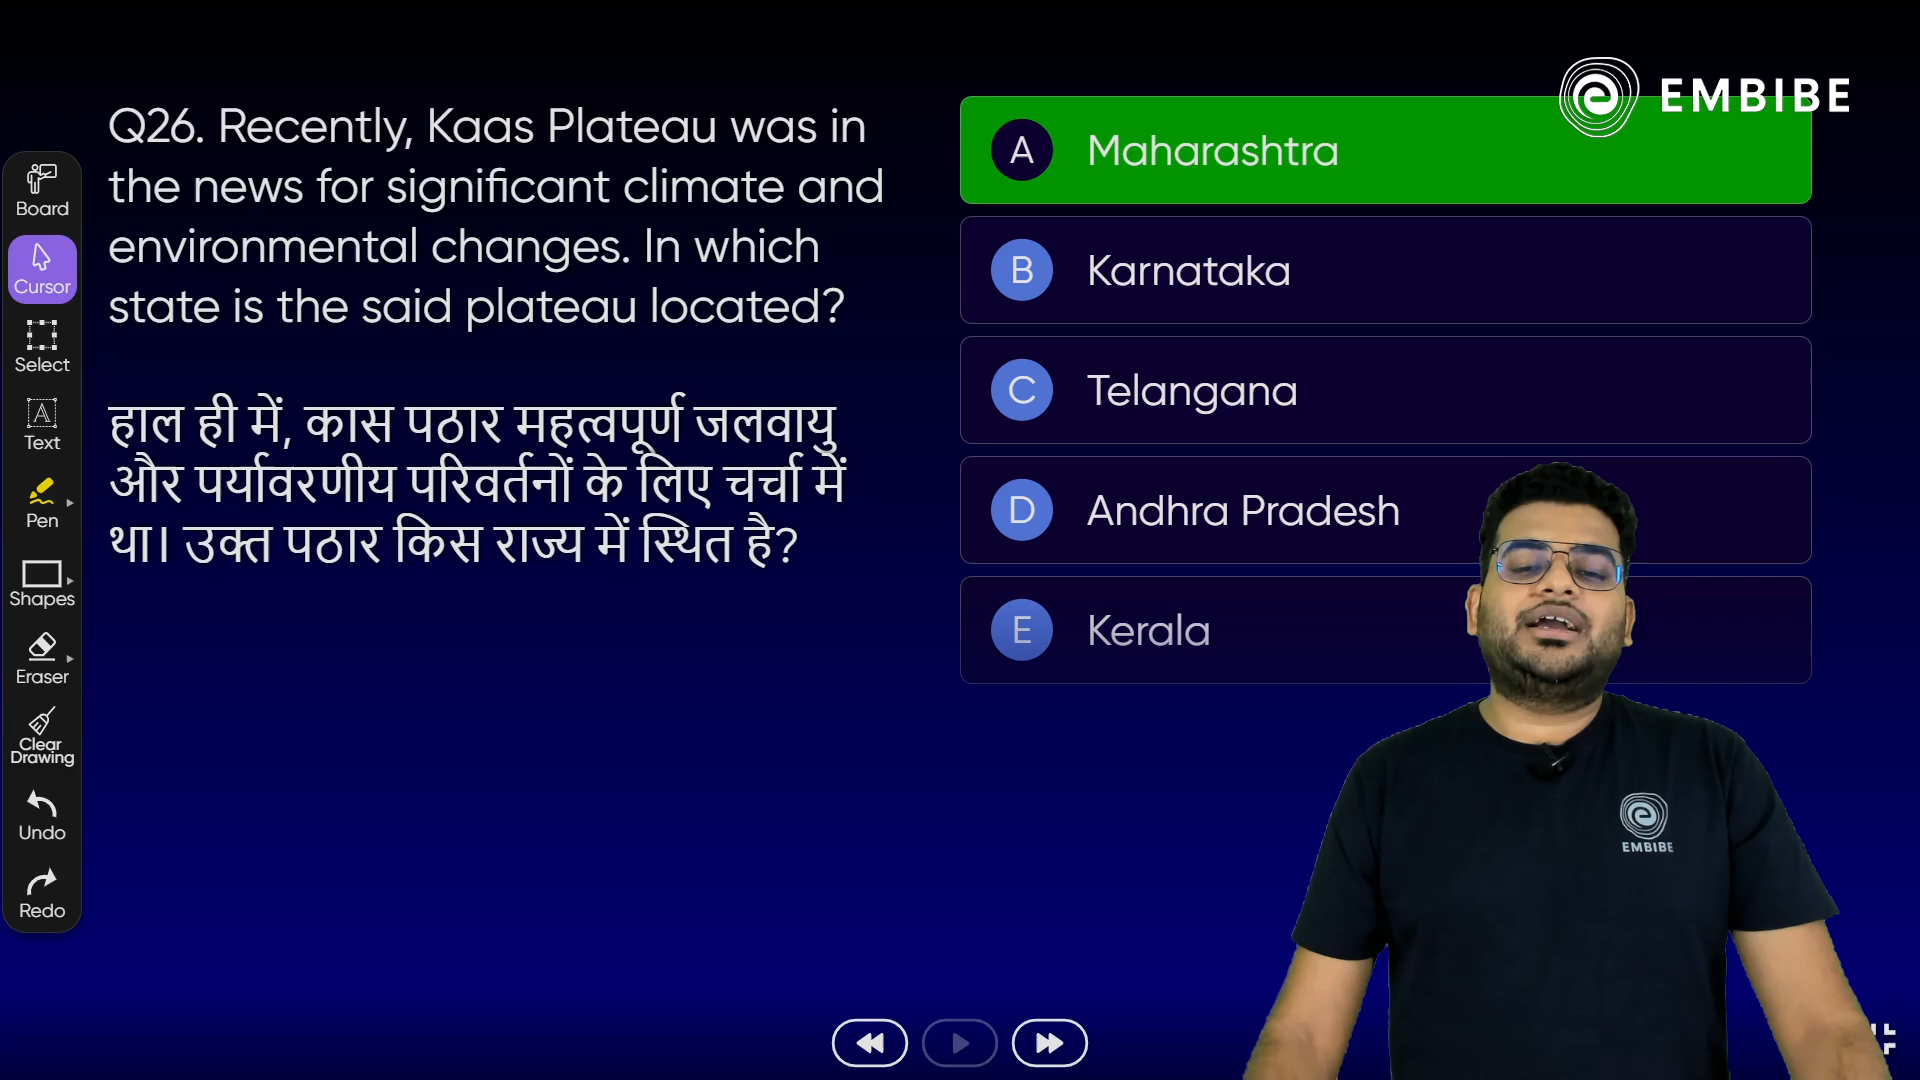 EMBIBE
Q26. Recently, Kaas Plateau was in
the news for significant climate and
environmental changes. In which
state is the said plateau located?
हाल ही में, कास पठार महत्वपूर्ण जलवायु
और पर्यावरणीय परिवर्तनों के लिए चर्चा में
था। उक्त पठार किस राज्य में स्थित है?
A Maharashtra
B Karnataka
C Telangana
D Andhra Pradesh
E Kerala
Board
Cursor
Select
A
Text
Pen
Shapes
Eraser
Clear
Drawing
Undo
Redo
EMBIBE